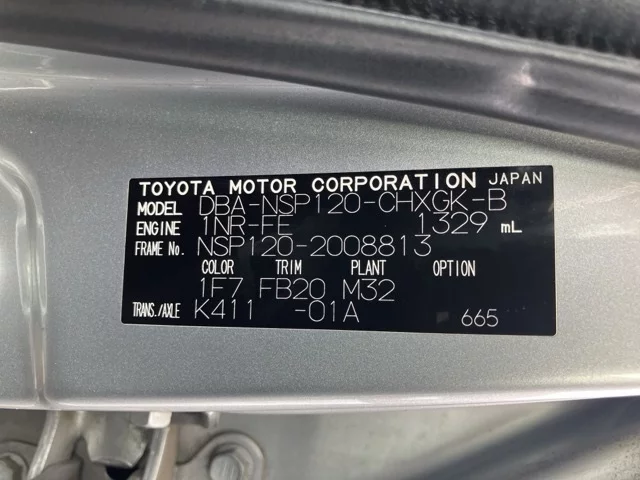 TOYOTA MOTOR CORPORATION JAPAN
MODEL DBA-NSP120-CHXGK-B
ENGINE 1NR-FE 1329 mL
FRAME No. NSP120-2008813
COLOR TRIM PLANT OPTION
1F7 FB20 M32
TRANS./AXLE K411 -01A 665